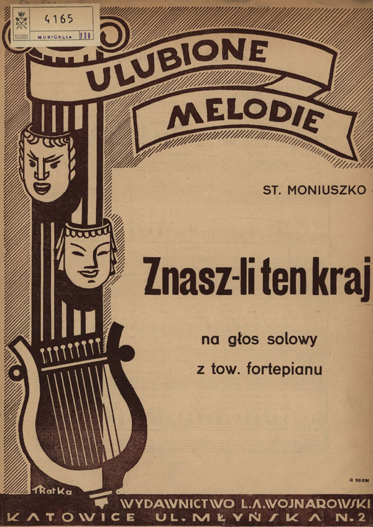 4165
MUSICALIA
ULUBIONE
MELODIE
ST. MONIUSZKO
Znasz-li ten kraj
na głos solowy
z tow. fortepianu
WYDAWNICTWO L.A.WOJNAROWSKI
KATOWICE UL. MŁYŃSKA N.2